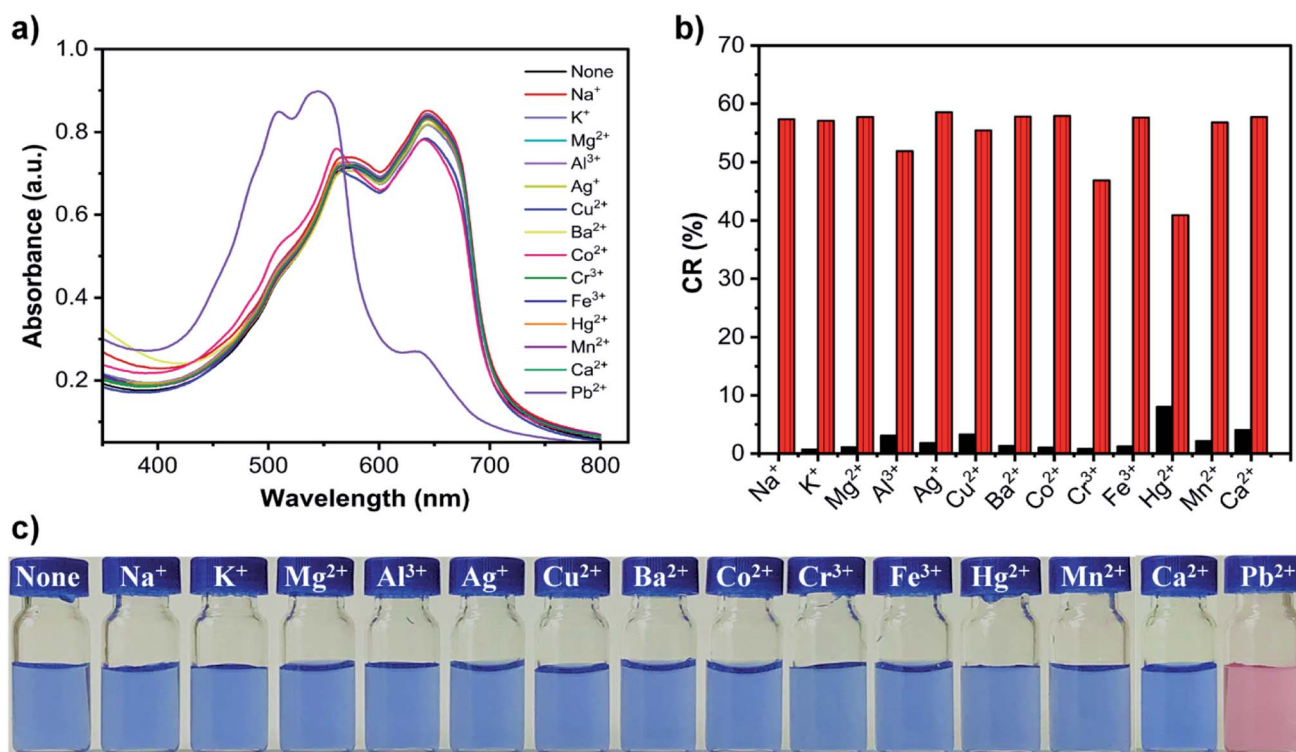 a)
1.0
0.8
0.6
0.4
0.2
400 500 600 700 800
Absorbance (a.u.)
Wavelength (nm)
None
Na⁺
K⁺
Mg²⁺
Al³⁺
Ag⁺
Cu²⁺
Ba²⁺
Co²⁺
Cr³⁺
Fe³⁺
Hg²⁺
Mn²⁺
Ca²⁺
Pb²⁺
b)
70
60
50
40
30
20
10
0
CR (%)
Na⁺ K⁺ Mg²⁺ Al³⁺ Ag⁺ Cu²⁺ Ba²⁺ Co²⁺ Cr³⁺ Fe³⁺ Hg²⁺ Mn²⁺ Ca²⁺
c)
None Na⁺ K⁺ Mg²⁺ Al³⁺ Ag⁺ Cu²⁺ Ba²⁺ Co²⁺ Cr³⁺ Fe³⁺ Hg²⁺ Mn²⁺ Ca²⁺ Pb²⁺